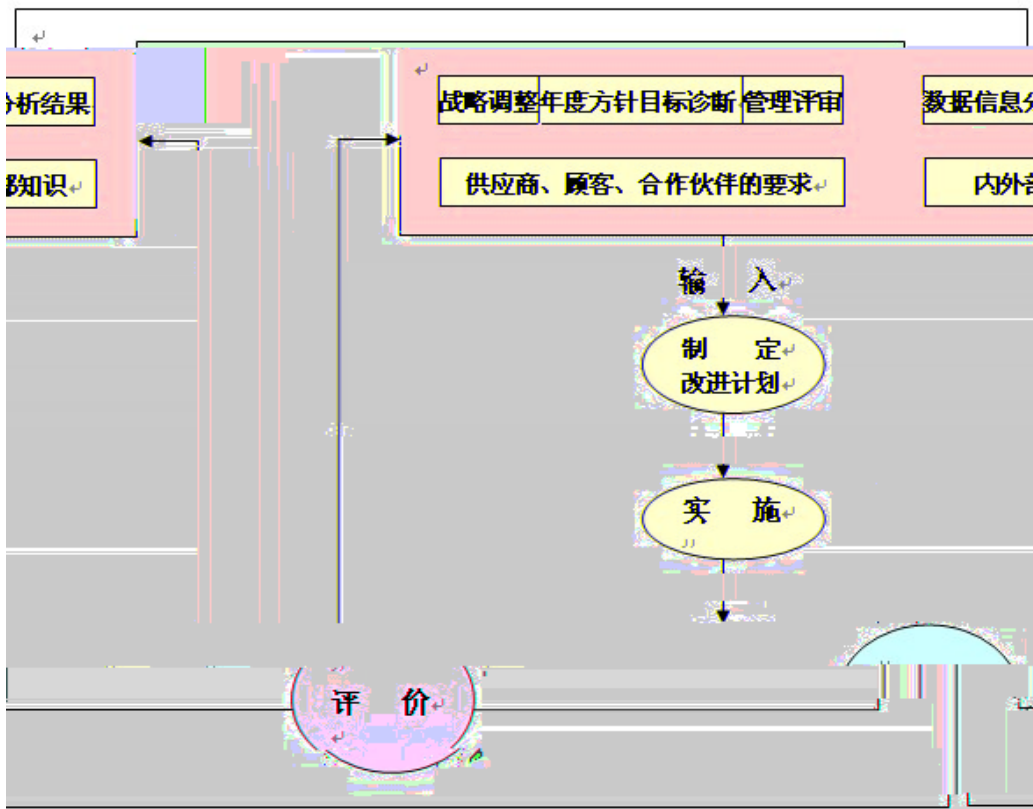 分析结果
战略调整 年度方针目标诊断 管理评审
数据信息分
部知识
供应商、顾客、合作伙伴的要求
内外部
输 入
制 定
改进计划
实 施
评 价